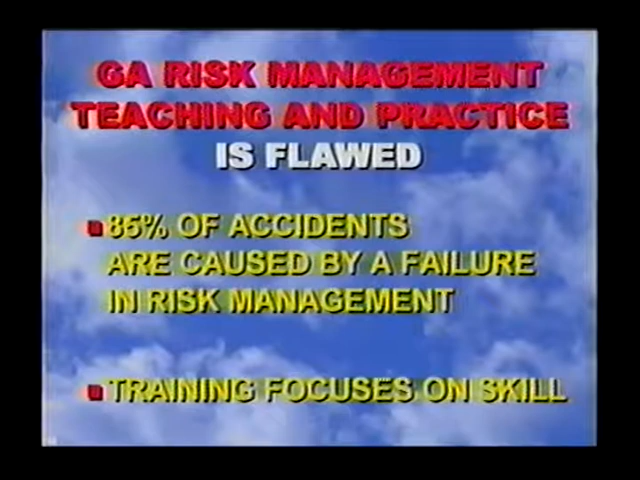 GA RISK MANAGEMENT
TEACHING AND PRACTICE
IS FLAWED
85% OF ACCIDENTS
ARE CAUSED BY A FAILURE
IN RISK MANAGEMENT
TRAINING FOCUSES ON SKILL